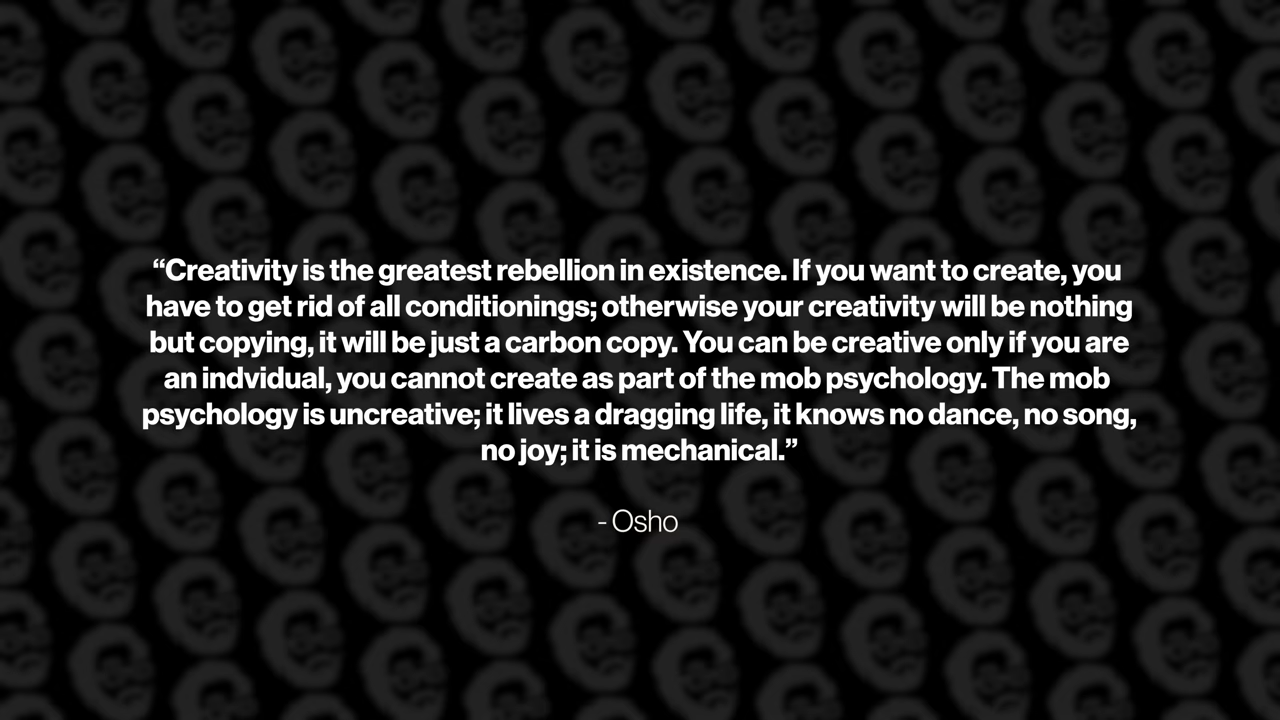 “Creativity is the greatest rebellion in existence. If you want to create, you
have to get rid of all conditionings; otherwise your creativity will be nothing
but copying, it will be just a carbon copy. You can be creative only if you are
an indvidual, you cannot create as part of the mob psychology. The mob
psychology is uncreative; it lives a dragging life, it knows no dance, no song,
no joy; it is mechanical.”
- Osho